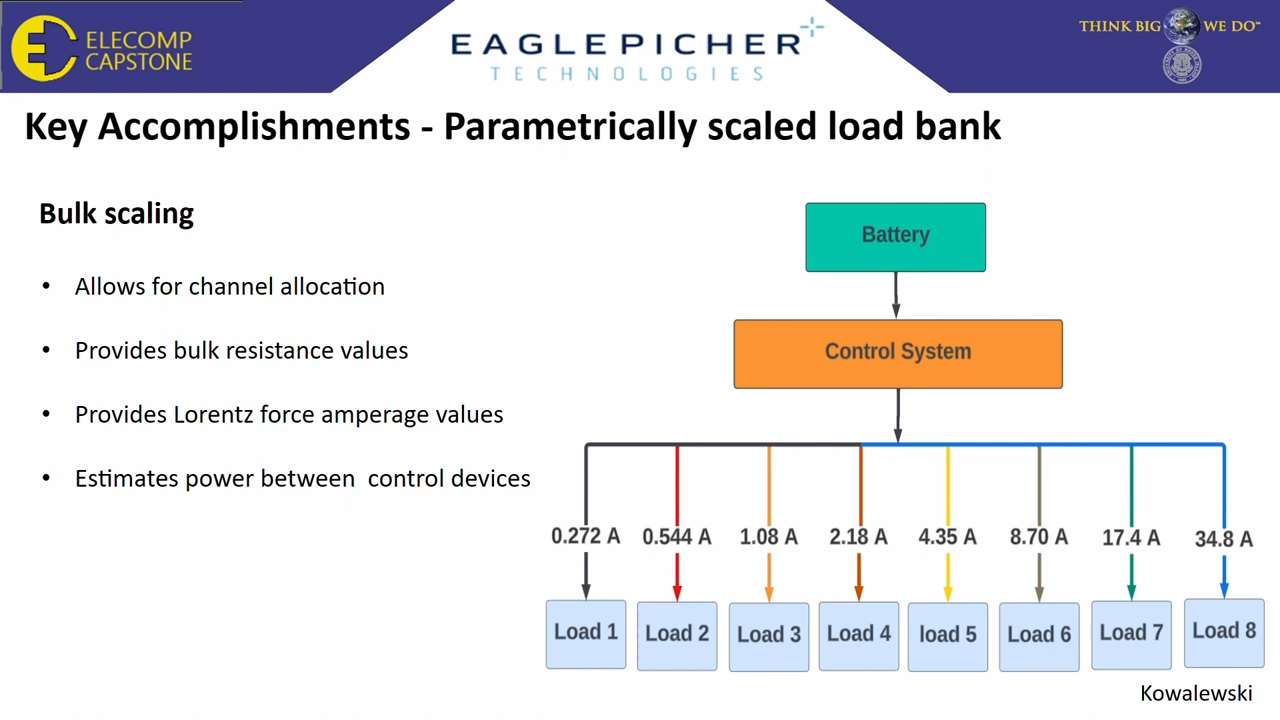 ELECOMP
CAPSTONE
EAGLEPICHER
TECHNOLOGIES
THINK BIG WE DO
Key Accomplishments - Parametrically scaled load bank
Bulk scaling
• Allows for channel allocation
• Provides bulk resistance values
• Provides Lorentz force amperage values
• Estimates power between  control devices
Battery
Control System
0.272 A 0.544 A 1.08 A 2.18 A 4.35 A 8.70 A 17.4 A 34.8 A
Load 1 Load 2 Load 3 Load 4 load 5 Load 6 Load 7 Load 8
Kowalewski